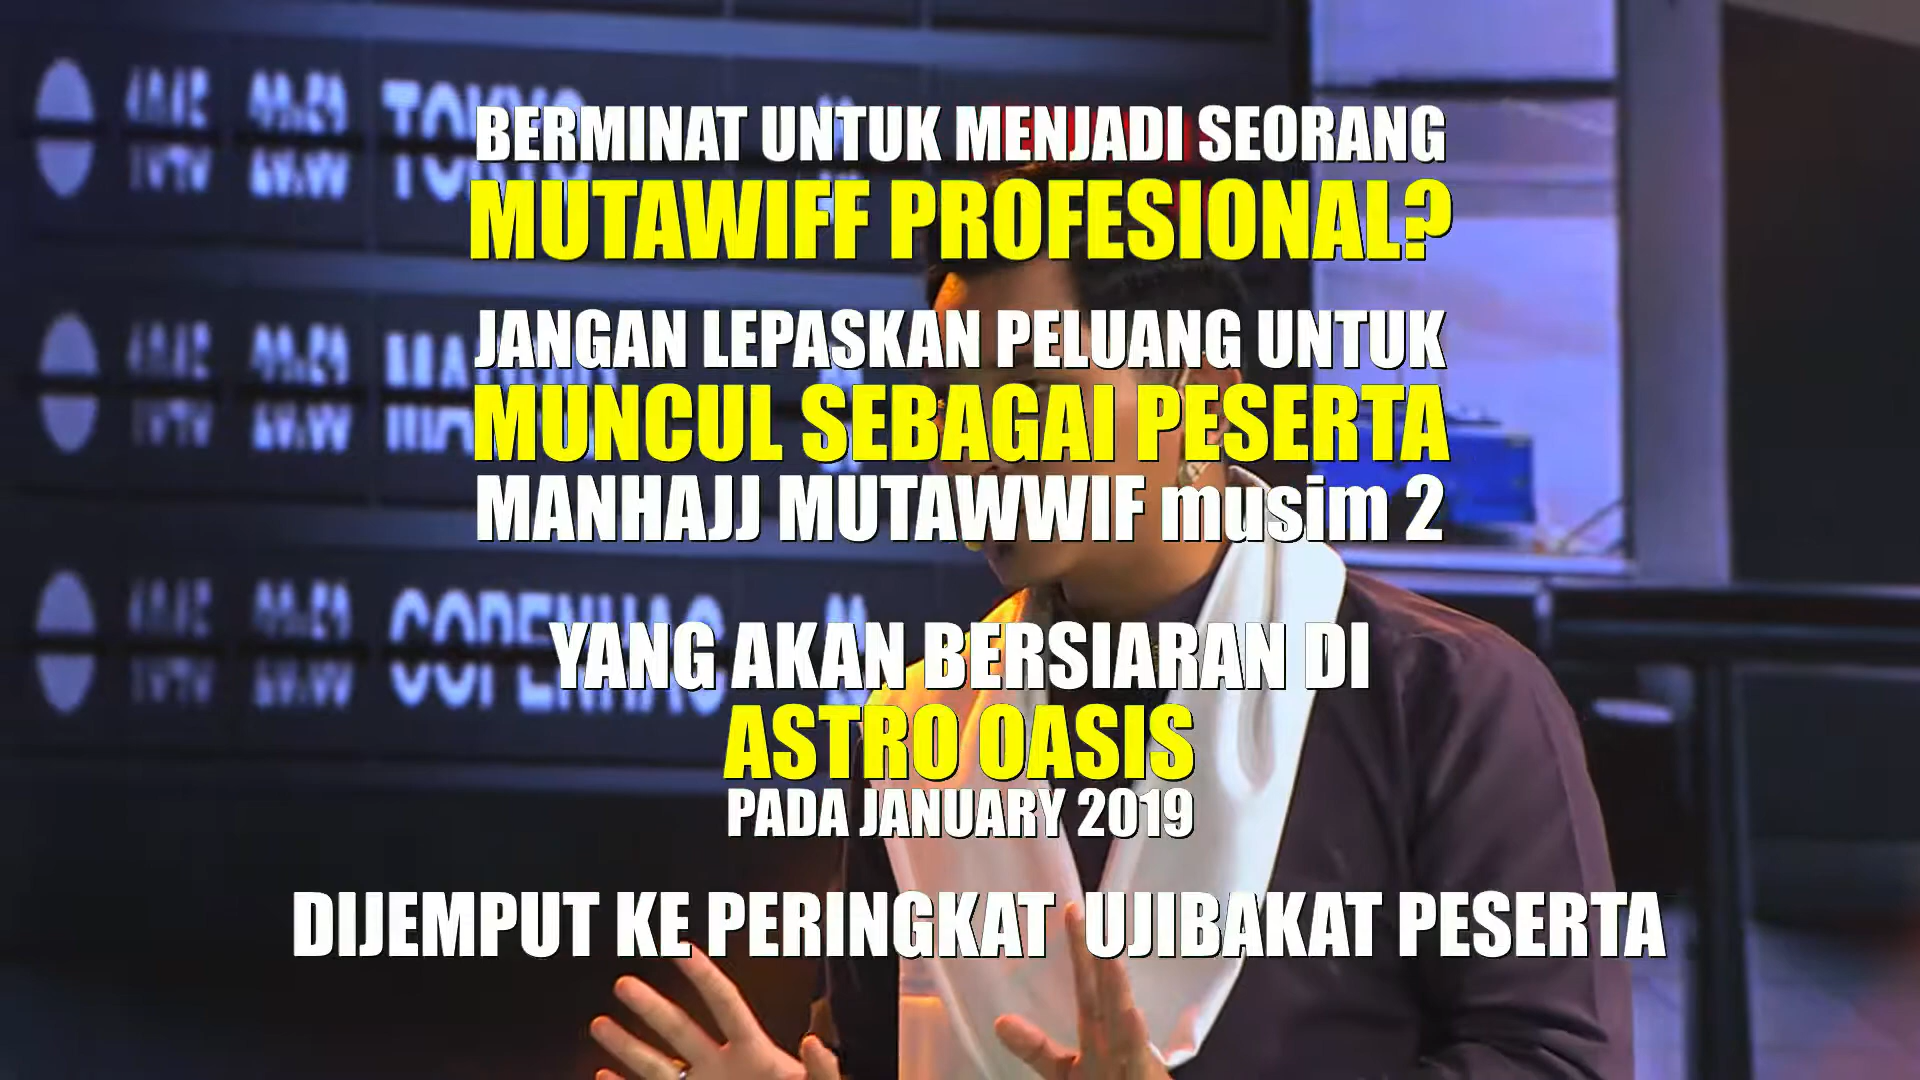 BERMINAT UNTUK MENJADI SEORANG
MUTAWIFF PROFESIONAL?
JANGAN LEPASKAN PELUANG UNTUK
MUNCUL SEBAGAI PESERTA
MANHAJJ MUTAWWIF musim 2
YANG AKAN BERSIARAN DI
ASTRO OASIS
PADA JANUARY 2019
DIJEMPUT KE PERINGKAT UJIBAKAT PESERTA
TOKYO